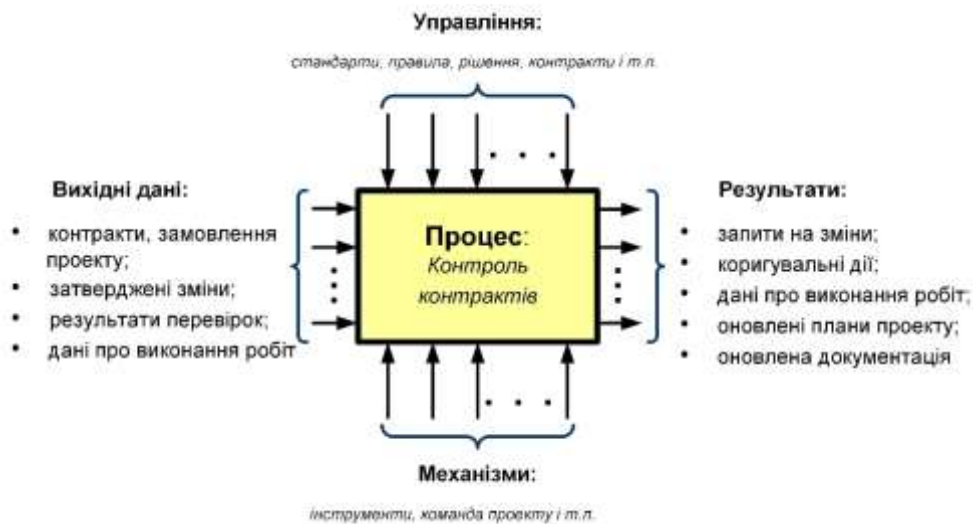 Управління:
стандарти, правила, рішення, контракти і т.п.
Вихідні дані:
• контракти, замовлення
проекту;
• затверджені зміни;
• результати перевірок;
• дані про виконання робіт
Процес:
Контроль
контрактів
Результати:
• запити на зміни;
• коригувальні дії;
• дані про виконання робіт;
• оновлені плани проекту;
• оновлена документація
Механізми:
інструменти, команда проекту і т.п.